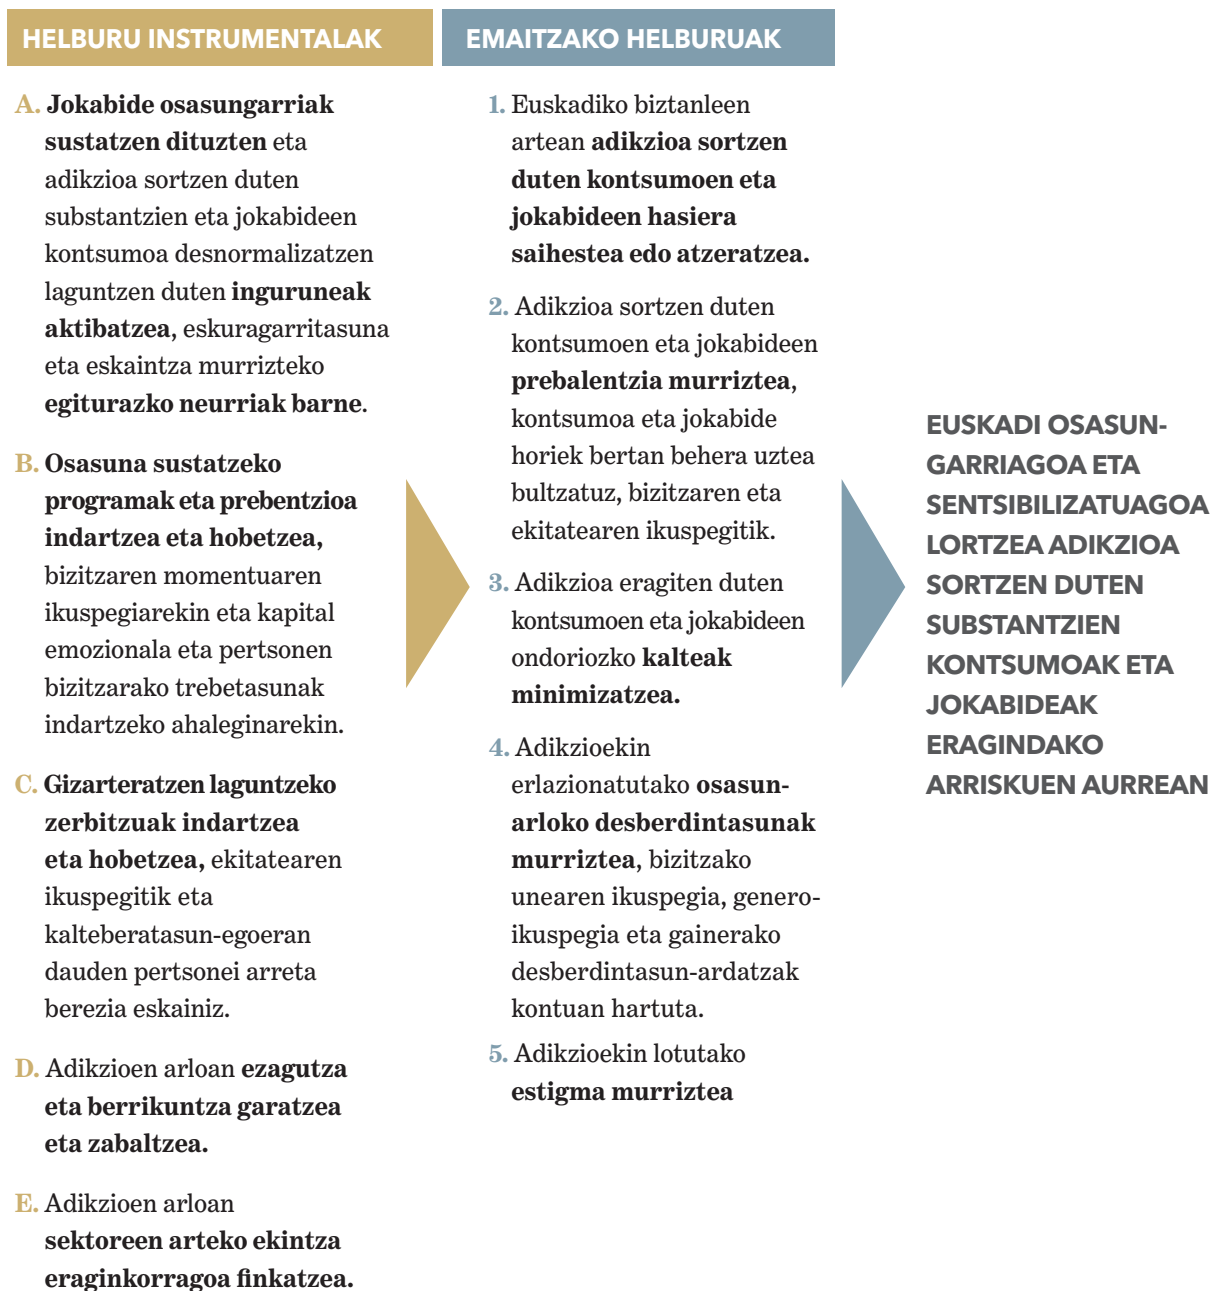 HELBURU INSTRUMENTALAK
A. Jokabide osasungarriak
sustatzen dituzten eta
adikzioa sortzen duten
substantzien eta jokabideen
kontsumoa desnormalizatzen
laguntzen duten inguruneak
aktibatzea, eskuragarritasuna
eta eskaintza murrizteko
egiturazko neurriak barne.
B. Osasuna sustatzeko
programak eta prebentzioa
indartzea eta hobetzea,
bizitzaren momentuaren
ikuspegiarekin eta kapital
emozionala eta pertsonen
bizitzarako trebetasunak
indartzeko ahaleginarekin.
C. Gizarteratzen laguntzeko
zerbitzuak indartzea
eta hobetzea, ekitatearen
ikuspegitik eta
kalteberatasun-egoeran
dauden pertsonei arreta
berezia eskainiz.
D. Adikzioen arloan ezagutza
eta berrikuntza garatzea
eta zabaltzea.
E. Adikzioen arloan
sektoreen arteko ekintza
eraginkorragoa finkatzea.
EMAITZAKO HELBURUAK
1. Euskadiko biztanleen
artean adikzioa sortzen
duten kontsumoen eta
jokabideen hasiera
saihestea edo atzeratzea.
2. Adikzioa sortzen duten
kontsumoen eta jokabideen
prebalentzia murriztea,
kontsumoa eta jokabide
horiek bertan behera uztea
bultzatuz, bizitzaren eta
ekitatearen ikuspegitik.
3. Adikzioa eragiten duten
kontsumoen eta jokabideen
ondoriozko kalteak
minimizatzea.
4. Adikzioekin
erlazionatutako osasun-
arloko desberdintasunak
murriztea, bizitzako
unearen ikuspegia, genero-
ikuspegia eta gainerako
desberdintasun-ardatzak
kontuan hartuta.
5. Adikzioekin lotutako
estigma murriztea
EUSKADI OSASUN-
GARRIAGOA ETA
SENTSIBILIZATUAGOA
LORTZEA ADIKZIOA
SORTZEN DUTEN
SUBSTANTZIEN
KONTSUMOAK ETA
JOKABIDEAK
ERAGINDAKO
ARRISKUEN AURREAN